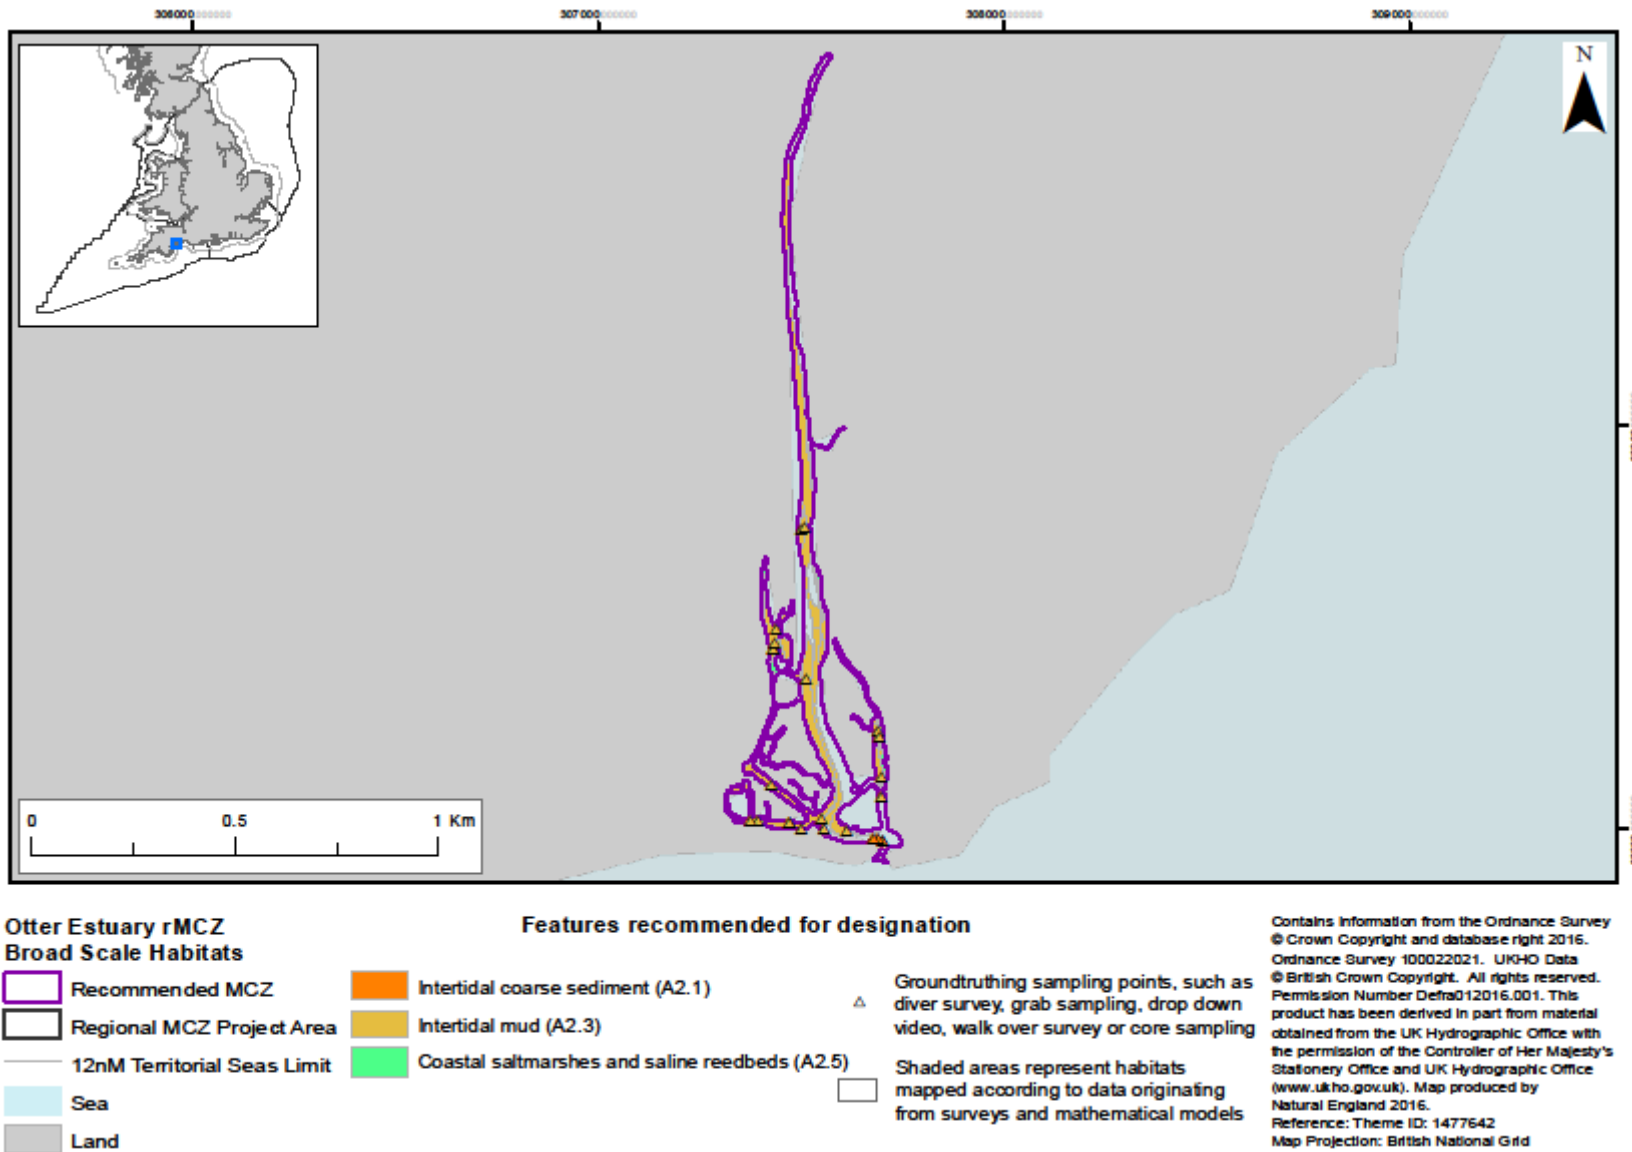 306000.000000
307000.000000
308000.000000
309000.000000
N
0
0.5
1 Km
Otter Estuary rMCZ
Broad Scale Habitats
Recommended MCZ
Regional MCZ Project Area
12nM Territorial Seas Limit
Sea
Land
Features recommended for designation
Intertidal coarse sediment (A2.1)
Intertidal mud (A2.3)
Coastal saltmarshes and saline reedbeds (A2.5)
Groundtruthing sampling points, such as
diver survey, grab sampling, drop down
video, walk over survey or core sampling
Shaded areas represent habitats
mapped according to data originating
from surveys and mathematical models
Contains information from the Ordnance Survey
© Crown Copyright and database right 2016.
Ordnance Survey 100022021. UKHO Data
© British Crown Copyright. All rights reserved.
Permission Number Defra012016.001. This
product has been derived in part from material
obtained from the UK Hydrographic Office with
the permission of the Controller of Her Majesty's
Stationery Office and UK Hydrographic Office
(www.ukho.gov.uk). Map produced by
Natural England 2016.
Reference: Theme ID: 1477642
Map Projection: British National Grid